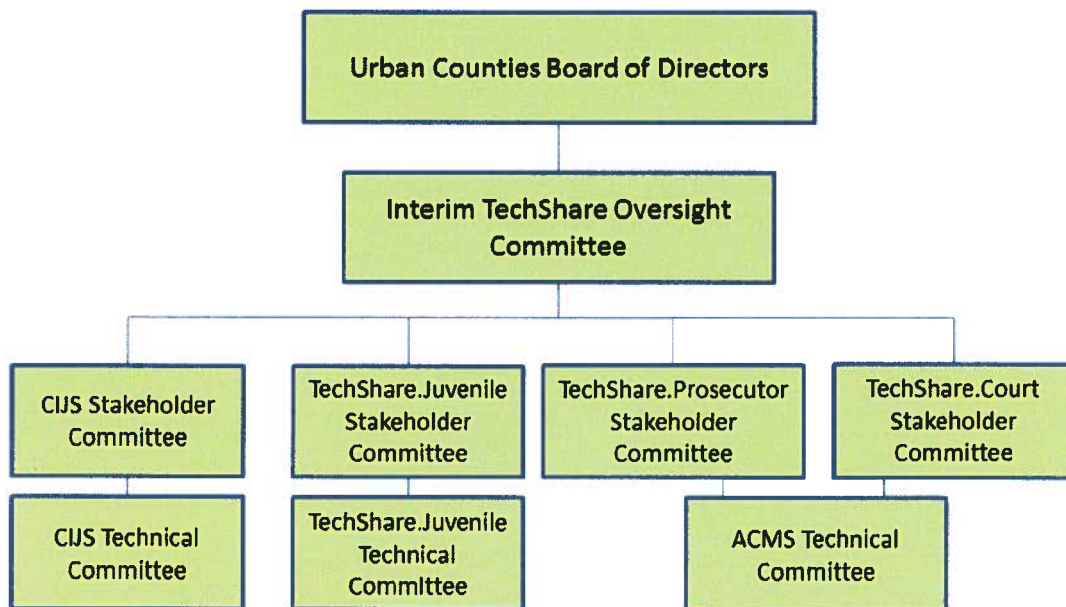 Urban Counties Board of Directors
Interim TechShare Oversight
Committee
CIJS Stakeholder
Committee
TechShare.Juvenile
Stakeholder
Committee
TechShare.Prosecutor
Stakeholder
Committee
TechShare.Court
Stakeholder
Committee
CIJS Technical
Committee
TechShare.Juvenile
Technical
Committee
ACMS Technical
Committee